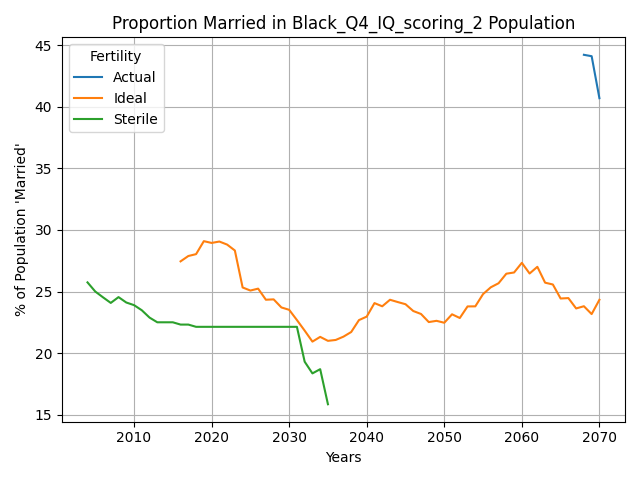 Proportion Married in Black_Q4_IQ_scoring_2 Population
% of Population 'Married'
45
40
35
30
25
20
15
Fertility
Actual
Ideal
Sterile
2010 2020 2030 2040 2050 2060 2070
Years